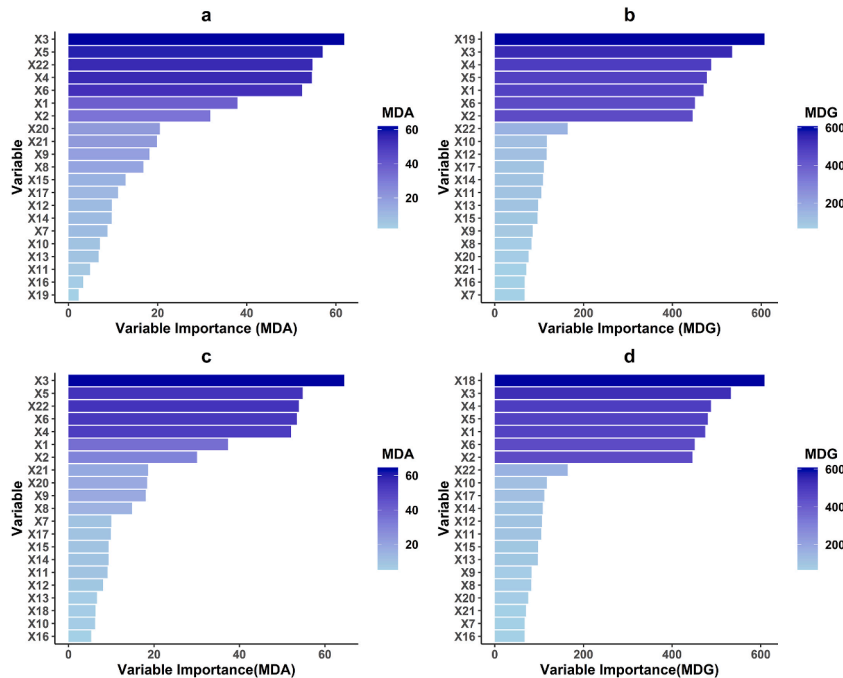 a
X3
X5
X22
X4
X6
X1
X2
X20
X21
X9
X8
X15
X17
X12
X14
X7
X10
X13
X11
X16
X19
Variable
0 20 40 60
Variable Importance (MDA)
MDA
60
40
20
b
X19
X3
X4
X5
X1
X6
X2
X22
X10
X12
X17
X14
X11
X13
X15
X9
X8
X20
X21
X16
X7
Variable
0 200 400 600
Variable Importance (MDG)
MDG
600
400
200
c
X3
X5
X22
X6
X4
X1
X2
X21
X20
X9
X8
X7
X17
X15
X14
X11
X12
X13
X18
X10
X16
Variable
0 20 40 60
Variable Importance(MDA)
MDA
60
40
20
d
X18
X3
X4
X5
X1
X6
X2
X22
X10
X17
X14
X12
X11
X15
X13
X9
X8
X20
X21
X7
X16
Variable
0 200 400 600
Variable Importance(MDG)
MDG
600
400
200